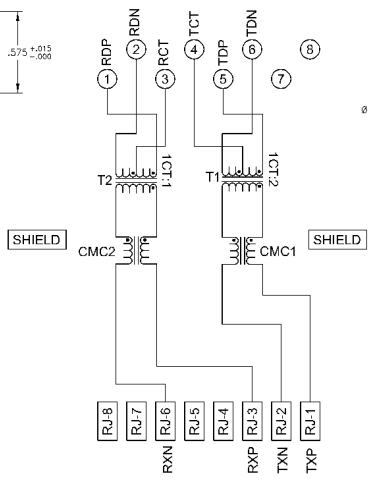 .575 +.015 -.000
RDP
RDN
RCT
TCT
TDP
TDN
1
2
3
4
5
6
7
8
Ø
T2
1CT:1
T1
1CT:2
SHIELD
CMC2
CMC1
SHIELD
RJ-8
RJ-7
RJ-6
RJ-5
RJ-4
RJ-3
RJ-2
RJ-1
RXN
RXP
TXN
TXP